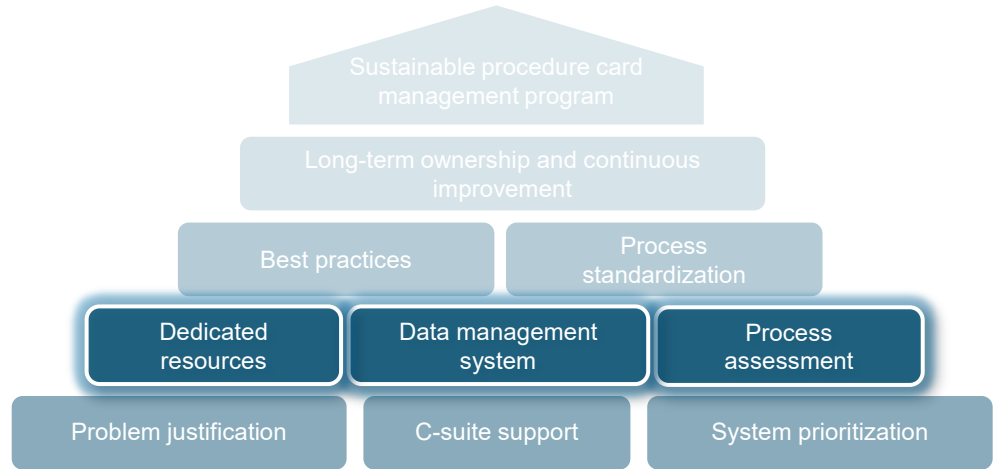 Sustainable procedure card
management program
Long-term ownership and continuous
improvement
Best practices
Process
standardization
Dedicated
resources
Data management
system
Process
assessment
Problem justification
C-suite support
System prioritization